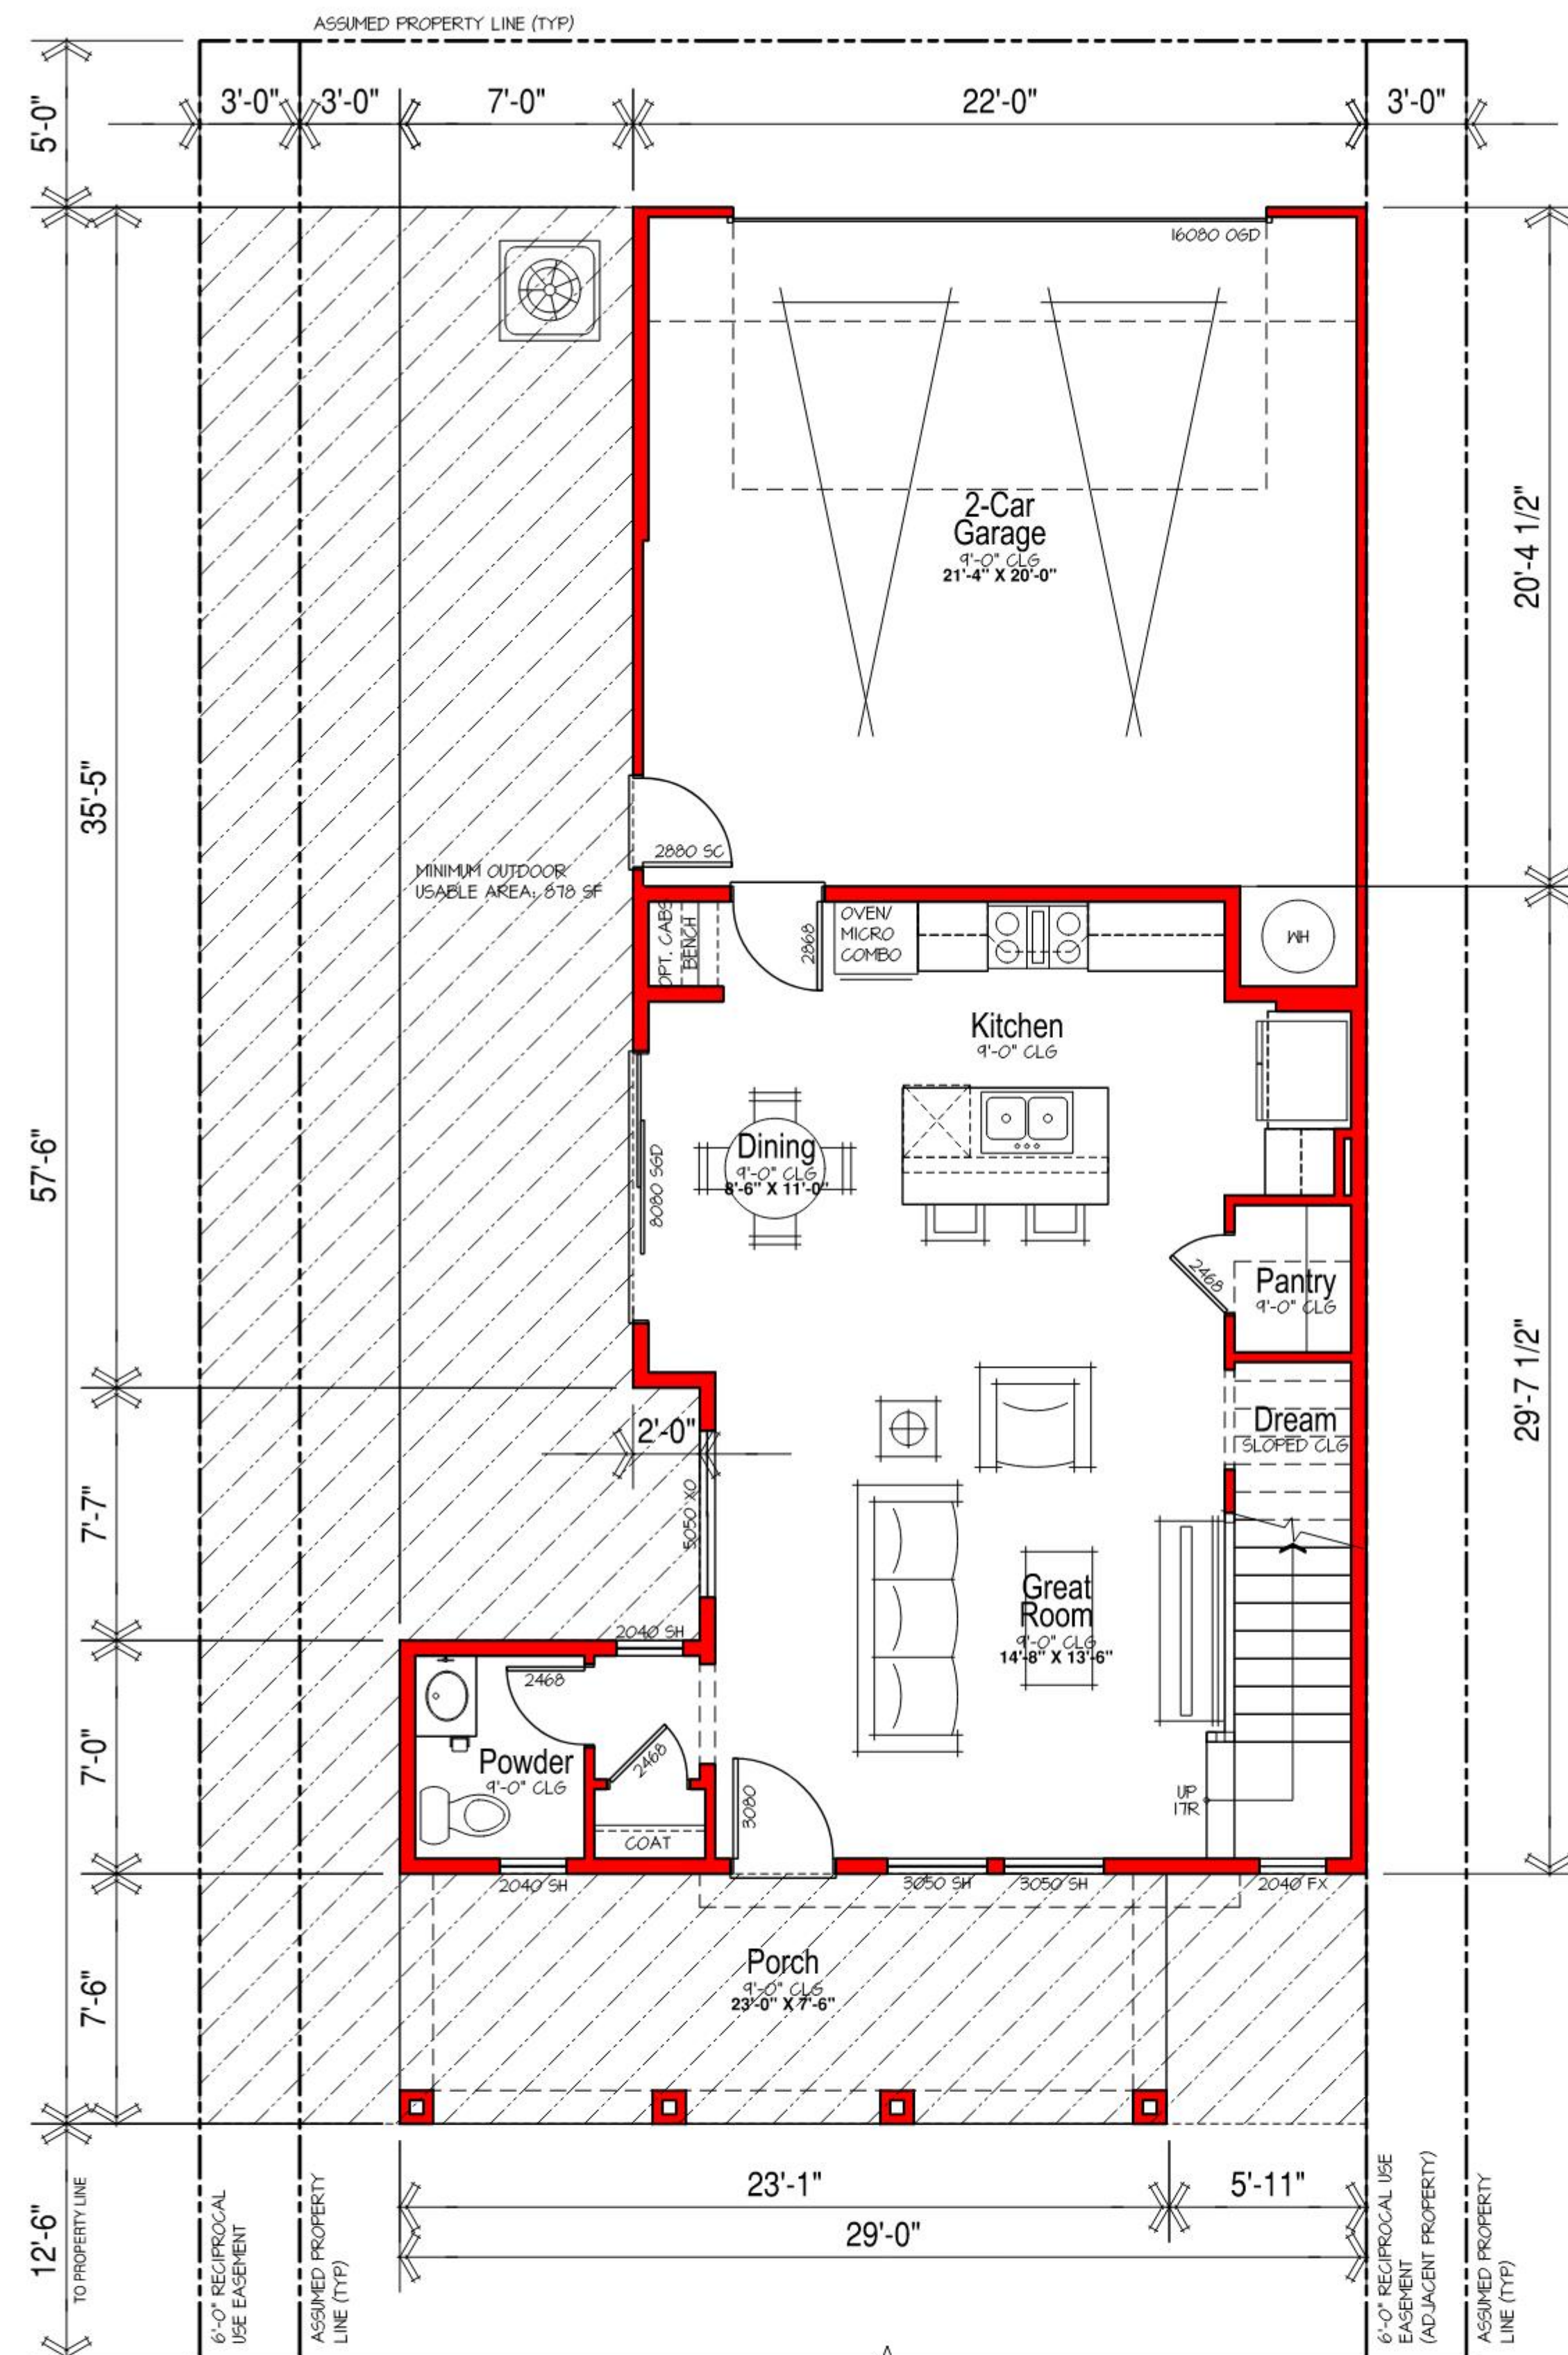 ASSUMED PROPERTY LINE (TYP)
3'-0"
3'-0"
7'-0"
22'-0"
3'-0"
5'-0"
16080 OGD
2-Car
Garage
9'-0" CLG
21'-4" X 20'-0"
20'-4 1/2"
35'-5"
57'-6"
2880 SC
MINIMUM OUTDOOR
USABLE AREA: 878 SF
OPT. CABS
BENCH
2868
OVEN/
MICRO
COMBO
WH
Kitchen
9'-0" CLG
Dining
9'-0" CLG
8'-6" X 11'-0"
8080 SGD
2468
Pantry
9'-0" CLG
29'-7 1/2"
Dream
SLOPED CLG
2'-0"
5050 XO
7'-7"
Great
Room
9'-0" CLG
14'-8" X 13'-6"
2040 SH
2468
7'-0"
Powder
9'-0" CLG
2468
3080
UP
17R
COAT
2040 SH
3050 SH
3050 SH
2040 FX
Porch
9'-0" CLG
23'-0" X 7'-6"
7'-6"
23'-1"
5'-11"
29'-0"
12'-6"
TO PROPERTY LINE
6'-0" RECIPROCAL
USE EASEMENT
ASSUMED PROPERTY
LINE (TYP)
6'-0" RECIPROCAL USE
EASEMENT
(ADJACENT PROPERTY)
ASSUMED PROPERTY
LINE (TYP)